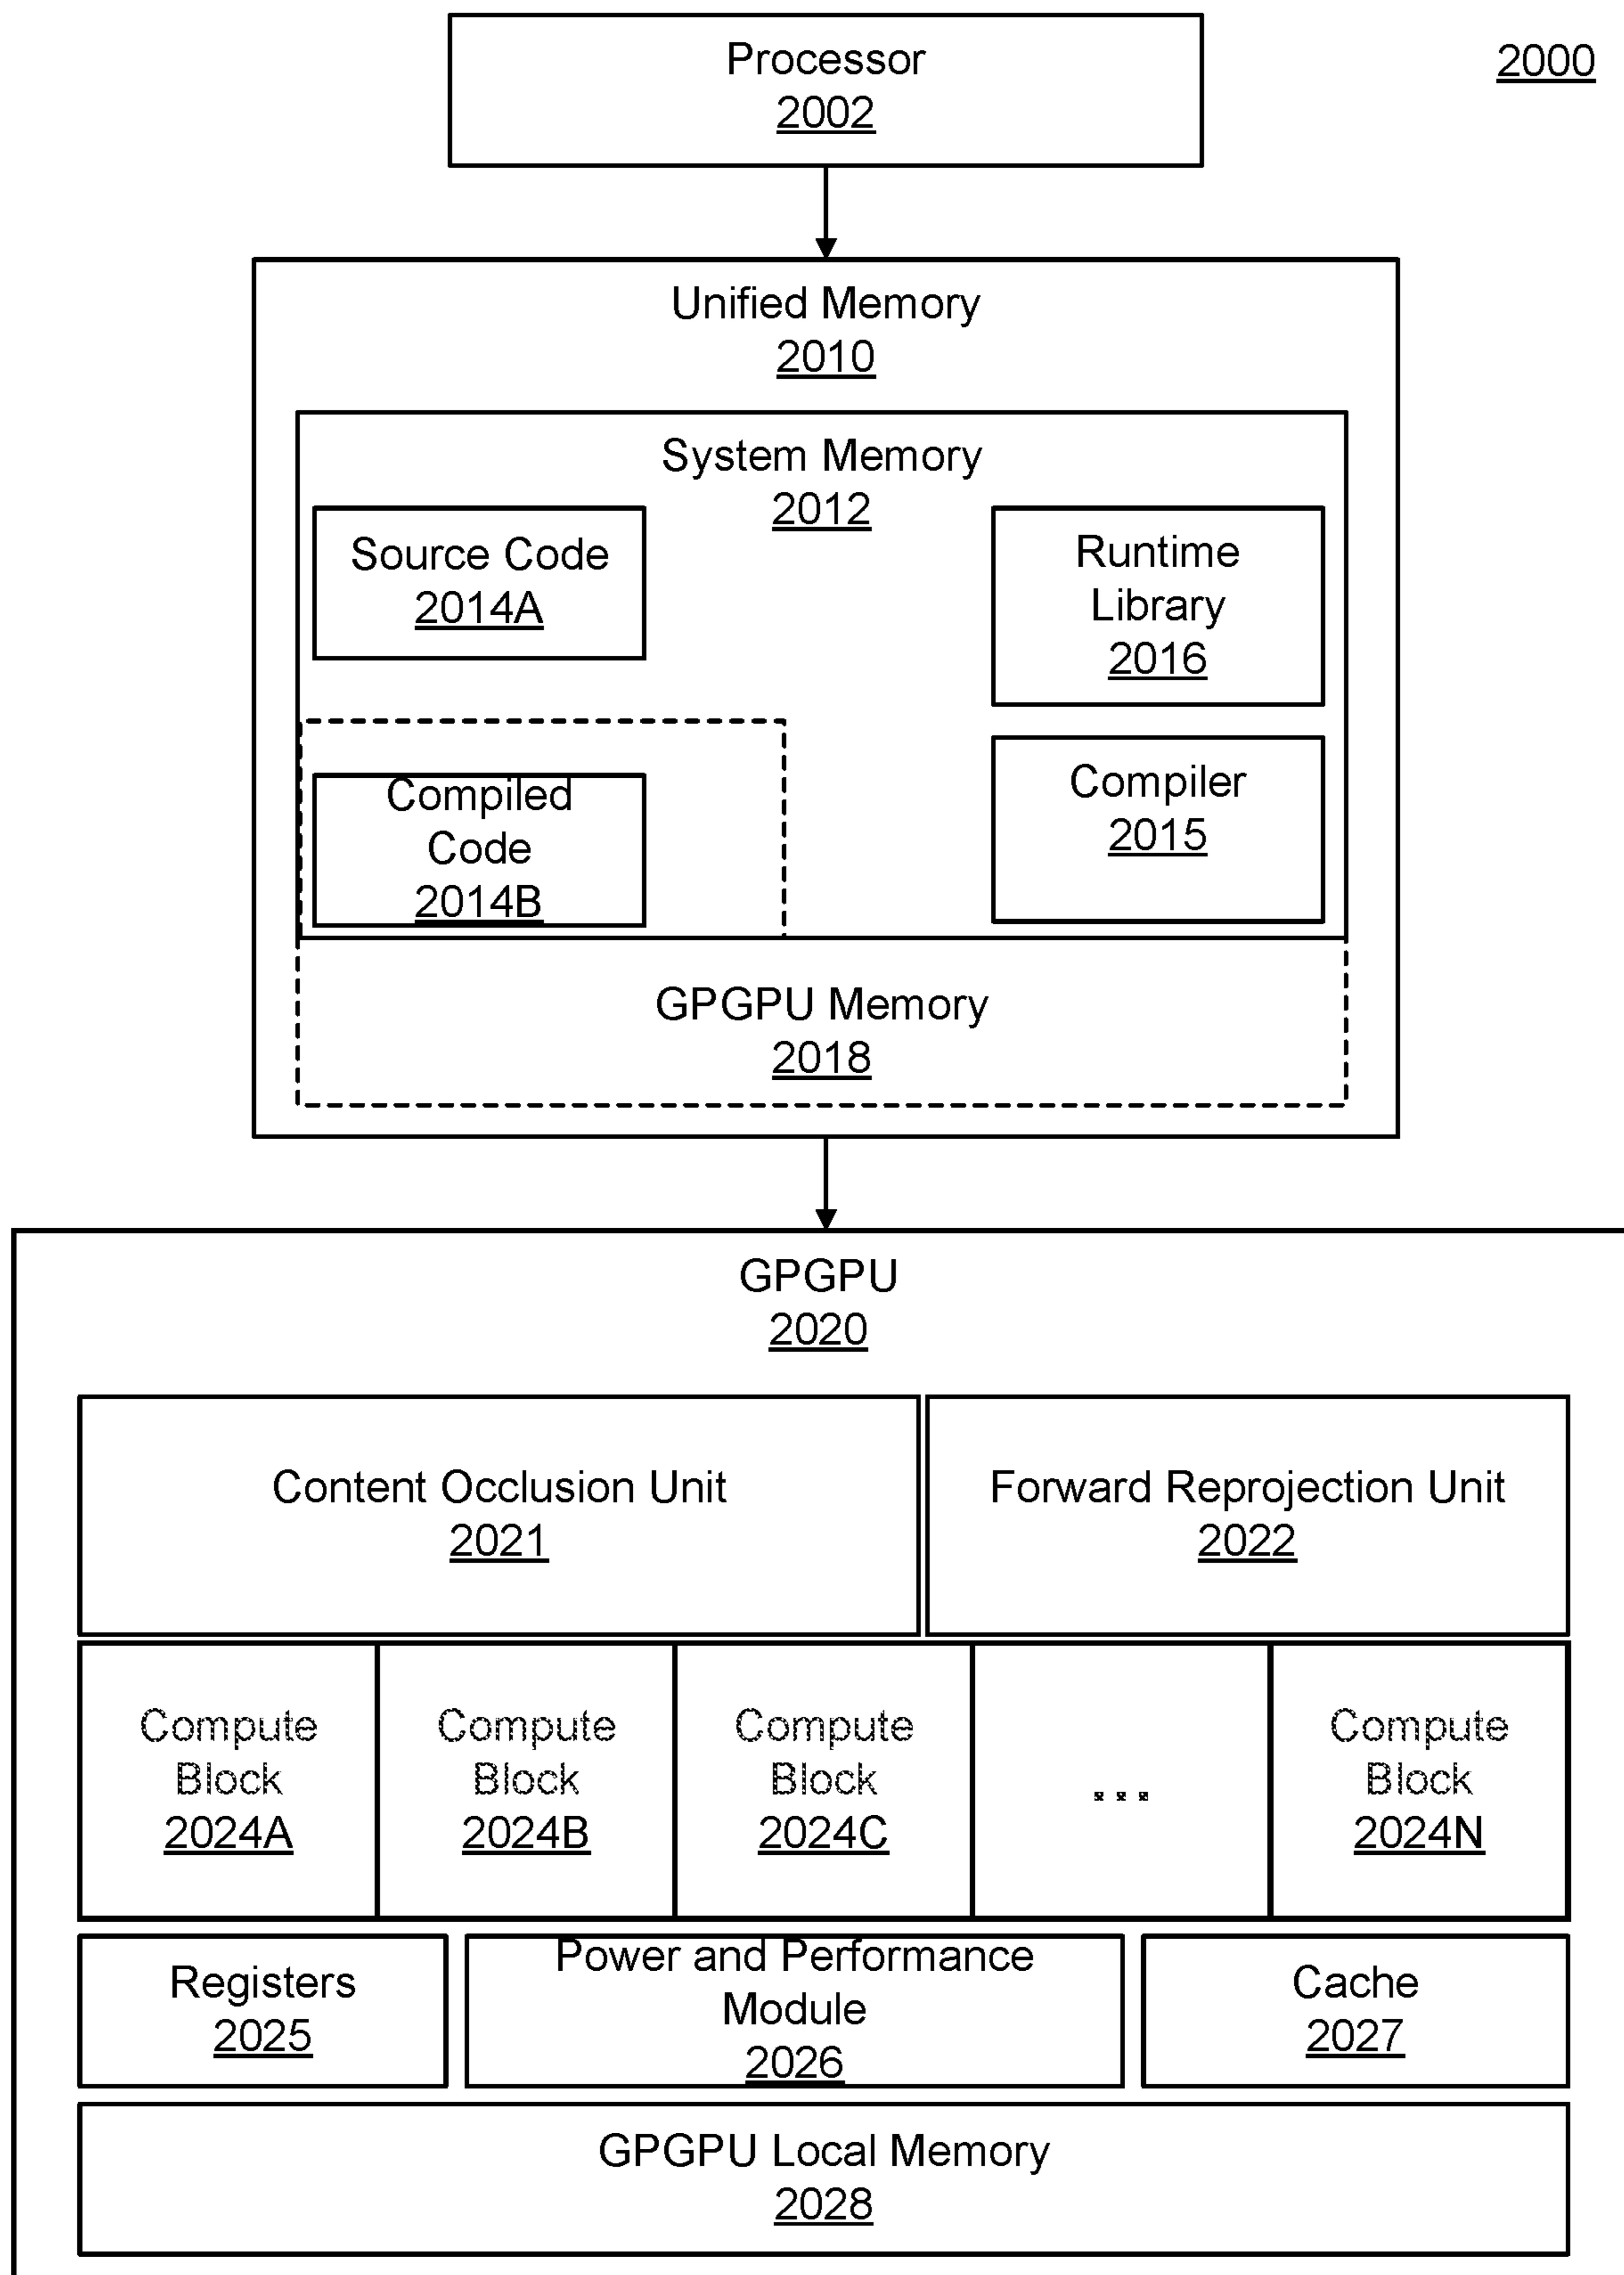 Processor
2002
2000
Unified Memory
2010
System Memory
2012
Source Code
2014A
Runtime
Library
2016
Compiled
Code
2014B
Compiler
2015
GPGPU Memory
2018
GPGPU
2020
Content Occlusion Unit
2021
Forward Reprojection Unit
2022
Compute
Block
2024A
Compute
Block
2024B
Compute
Block
2024C
...
Compute
Block
2024N
Registers
2025
Power and Performance
Module
2026
Cache
2027
GPGPU Local Memory
2028